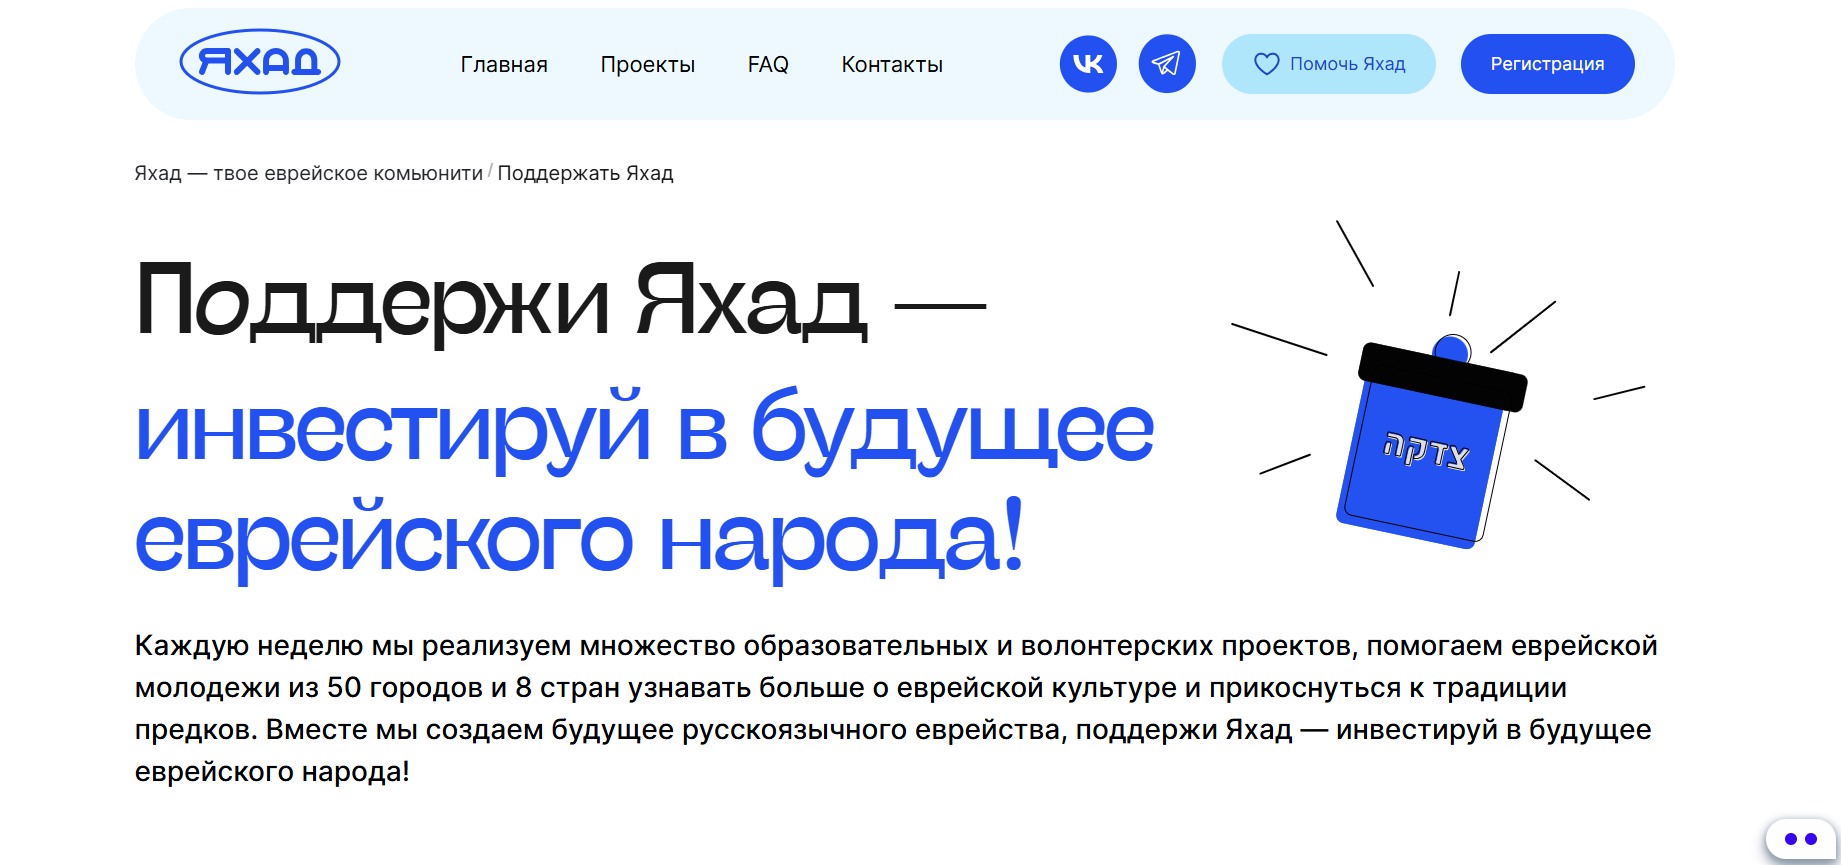 ЯХАД
Главная Проекты FAQ Контакты
Помочь Яхад
Регистрация
Яхад — твое еврейское комьюнити / Поддержать Яхад
Поддержи Яхад —
инвестируй в будущее
еврейского народа!
צדקה
Каждую неделю мы реализуем множество образовательных и волонтерских проектов, помогаем еврейской
молодежи из 50 городов и 8 стран узнавать больше о еврейской культуре и прикоснуться к традиции
предков. Вместе мы создаем будущее русскоязычного еврейства, поддержи Яхад — инвестируй в будущее
еврейского народа!